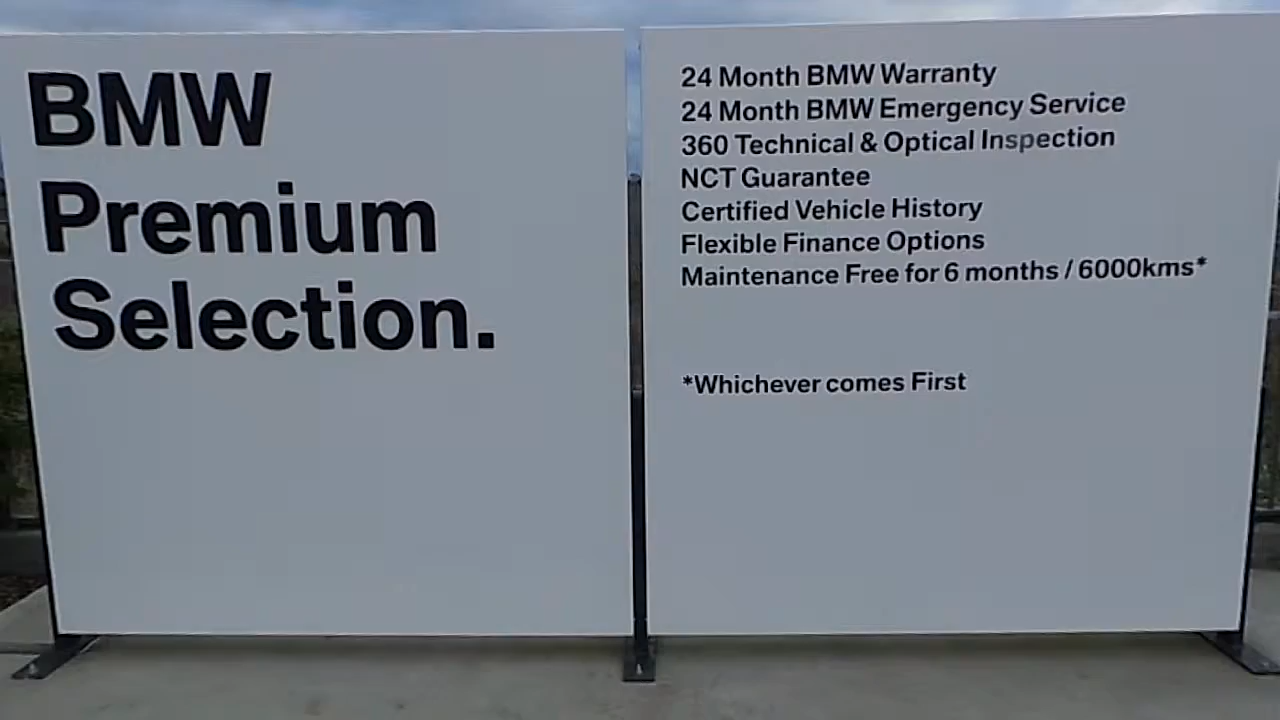 BMW
Premium
Selection.
24 Month BMW Warranty
24 Month BMW Emergency Service
360 Technical & Optical Inspection
NCT Guarantee
Certified Vehicle History
Flexible Finance Options
Maintenance Free for 6 months / 6000kms*
*Whichever comes First